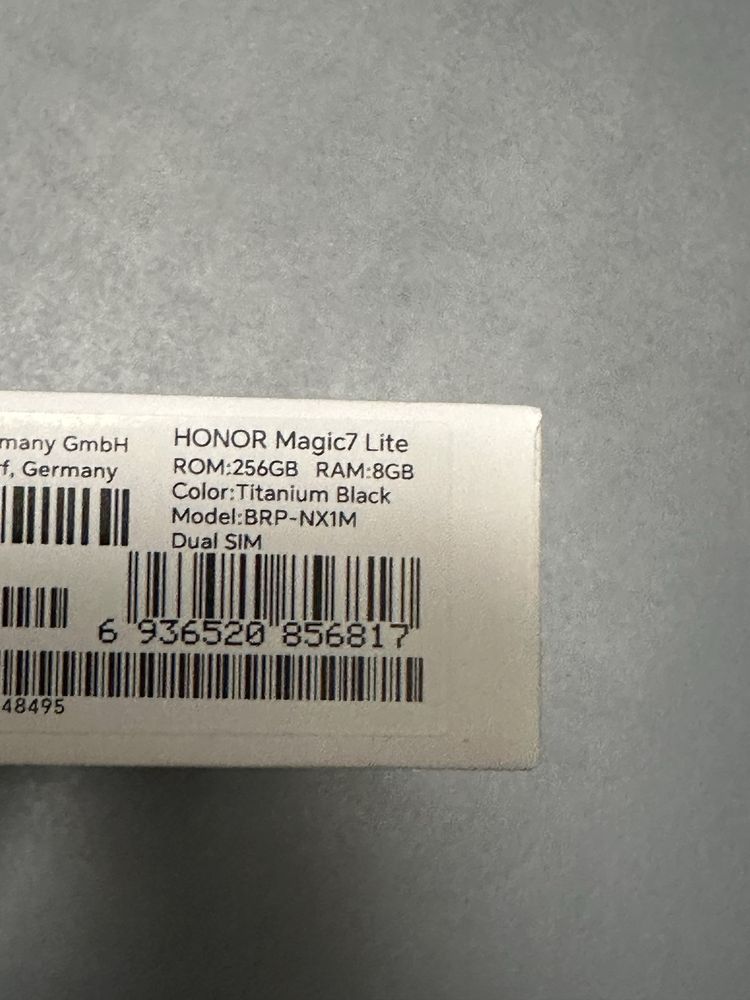 many GmbH
f, Germany
HONOR Magic7 Lite
ROM:256GB RAM:8GB
Color:Titanium Black
Model:BRP-NX1M
Dual SIM
6 936520 856817
48495